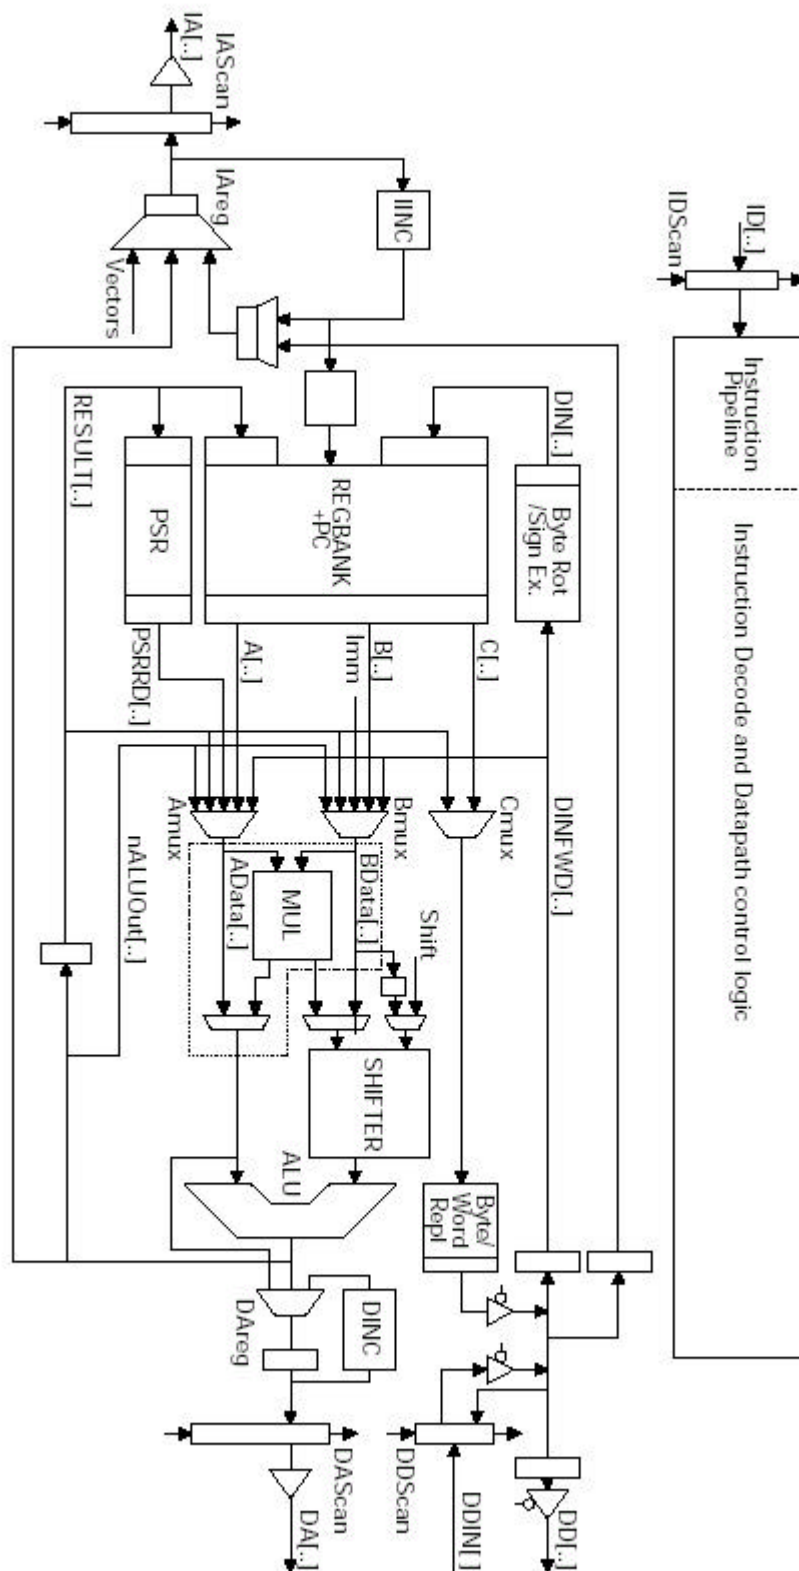 IDScan
ID[..]
Instruction
Pipeline
Instruction Decode and Datapath control logic
IAScan
IA[..]
IAreg
IINC
Vectors
DIN[..]
Byte Rot
/Sign Ex.
REGBANK
+PC
PSR
RESULT[..]
PSRRD[..]
A[..]
B[..]
Imm
C[..]
DINFWD[..]
Cmux
Bmux
Amux
nALUOut[..]
AData[..]
MUL
BData[..]
Shift
SHIFTER
ALU
Byte/
Word
Repl
DINC
DAreg
DAScan
DA[..]
DDScan
DDIN[.]
DD[..]